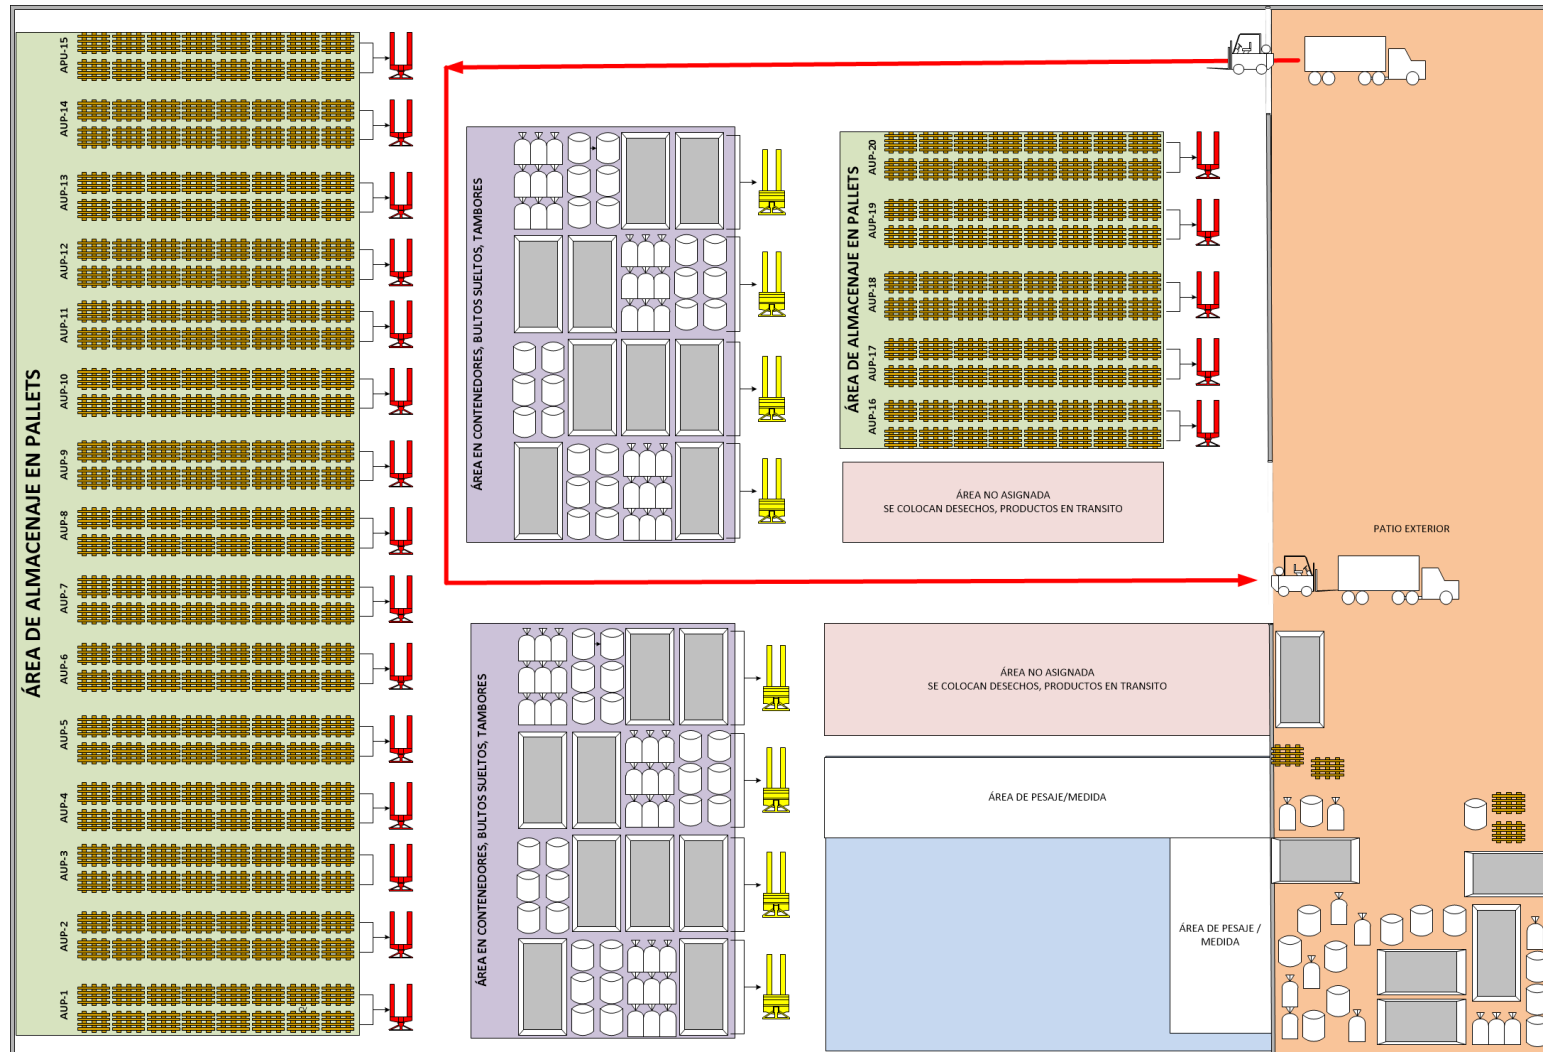 ÁREA DE ALMACENAJE EN PALLETS
APU-15
AUP-14
AUP-13
AUP-12
AUP-11
AUP-10
AUP-9
AUP-8
AUP-7
AUP-6
AUP-5
AUP-4
AUP-3
AUP-2
AUP-1
ÁREA EN CONTENEDORES, BULTOS SUELTOS, TAMBORES
ÁREA EN CONTENEDORES, BULTOS SUELTOS, TAMBORES
ÁREA DE ALMACENAJE EN PALLETS
AUP-20
AUP-19
AUP-18
AUP-17
AUP-16
ÁREA NO ASIGNADA
SE COLOCAN DESECHOS, PRODUCTOS EN TRANSITO
PATIO EXTERIOR
ÁREA NO ASIGNADA
SE COLOCAN DESECHOS, PRODUCTOS EN TRANSITO
ÁREA DE PESAJE/MEDIDA
ÁREA DE PESAJE /
MEDIDA